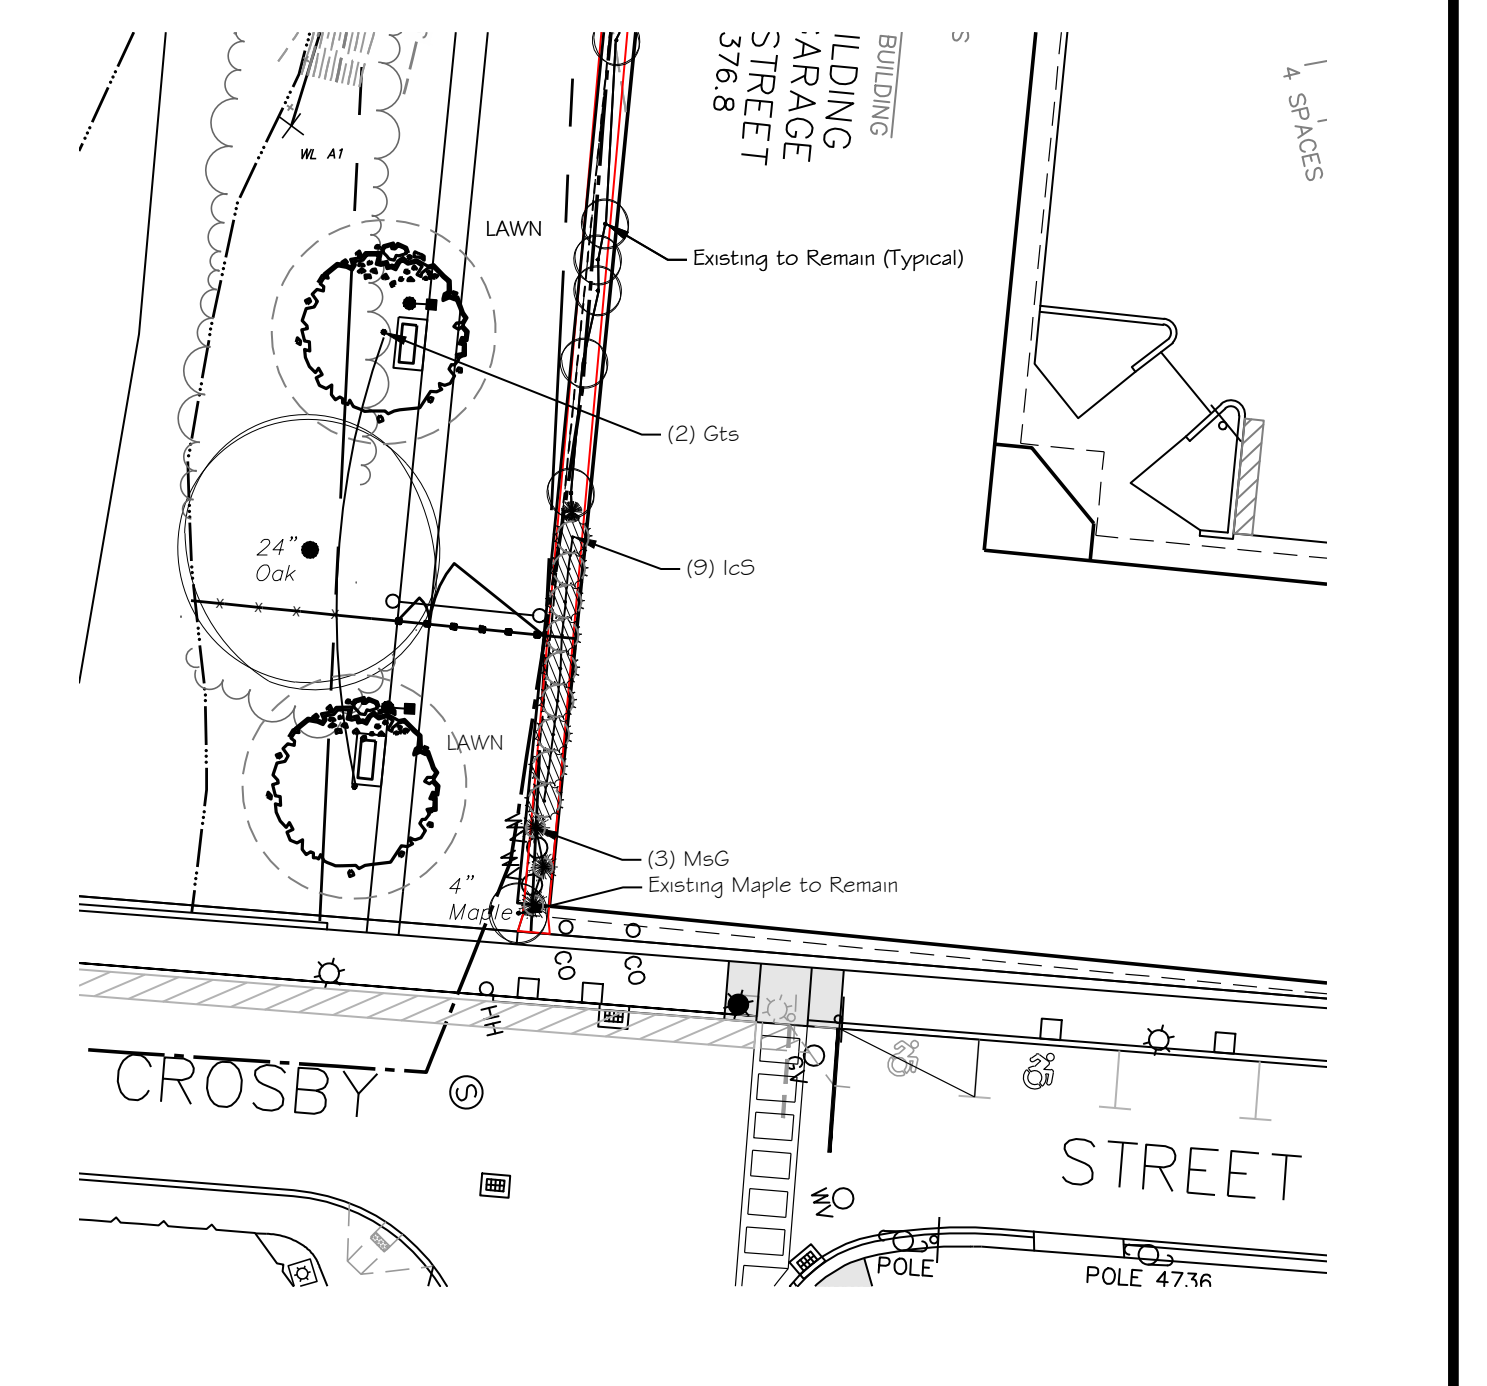 ILDING
ARAGE
STREET
376.8
BUILDING
S
4 SPACES
WL A1
LAWN
Existing to Remain (Typical)
(2) Gts
24"
Oak
(9) IcS
LAWN
(3) MsG
4"
Maple
Existing Maple to Remain
CO
CO
HH
GV
CROSBY
S
STREET
WV
POLE
POLE 4736